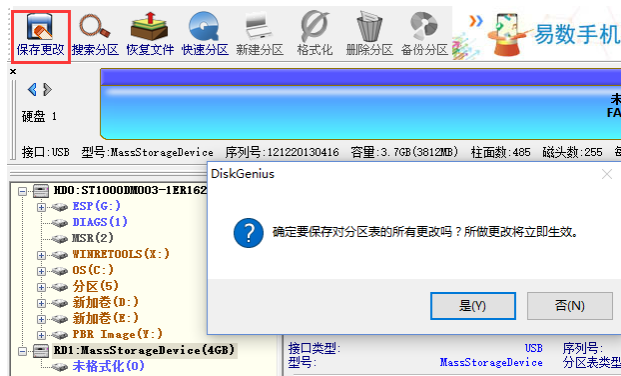 保存更改 搜索分区 恢复文件 快速分区 新建分区 格式化 删除分区 备份分区 易数手机
硬盘 1
未
FA
接口:USB 型号:MassStorageDevice 序列号:121220130416 容量:3.7GB(3812MB) 柱面数:485 磁头数:255
DiskGenius
HD0:ST1000DM003-1ER162
ESP(G:)
DIAGS(1)
MSR(2)
WINRETOOLS(X:)
OS(C:)
分区(5)
新加卷(D:)
新加卷(E:)
PBR Image(Y:)
RD1:MassStorageDevice(4GB)
未格式化(0)
确定要保存对分区表的所有更改吗？所做更改将立即生效。
是(Y) 否(N)
接口类型: USB 序列号:
型号: MassStorageDevice 分区表类型